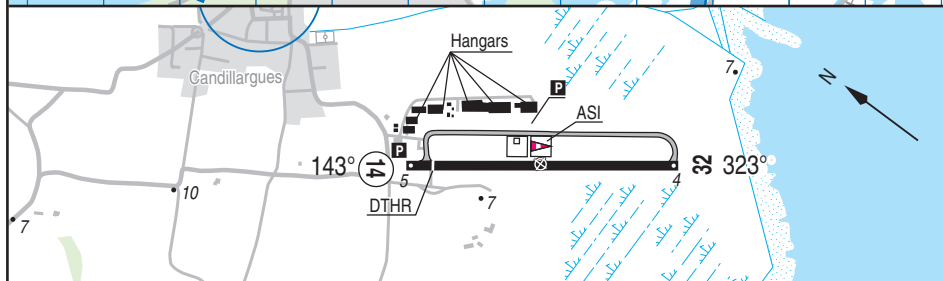 Hangars
Candillargues
7
N
P
ASI
P
143° 14
5
4
32 323°
10
DTHR
7
7